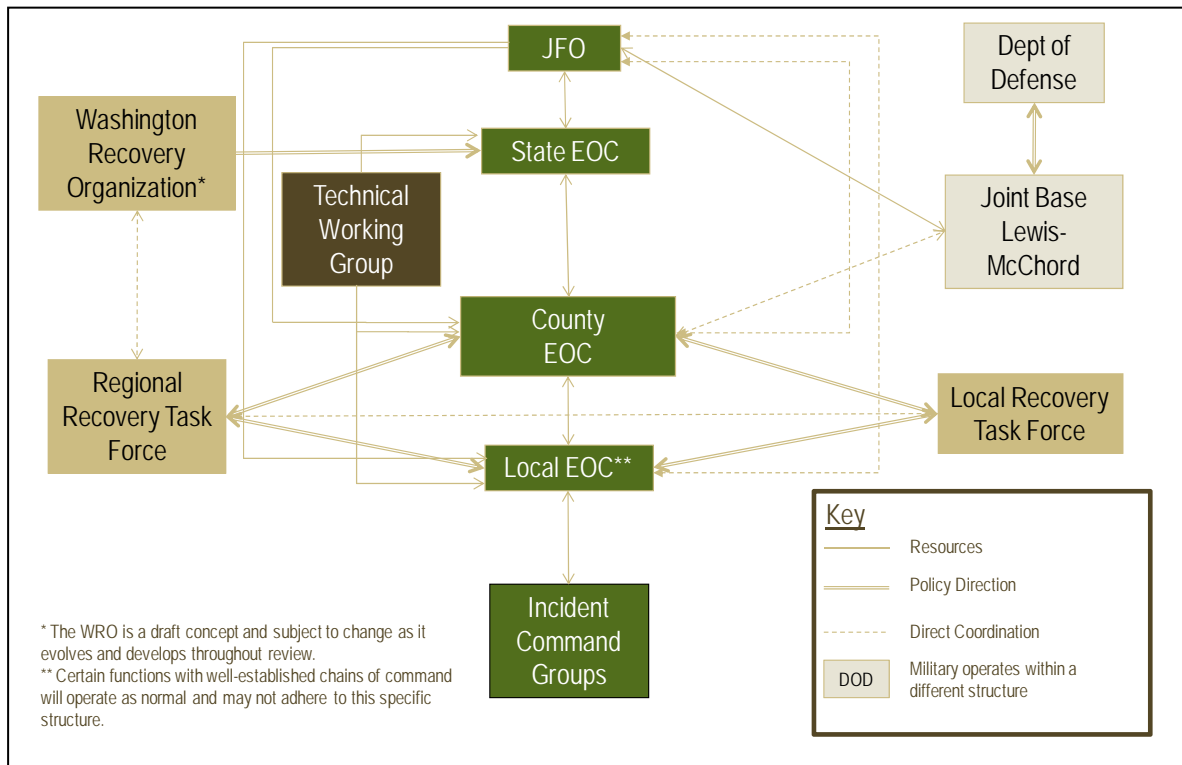 JFO
Dept of
Defense
Washington
Recovery
Organization*
State EOC
Technical
Working
Group
Joint Base
Lewis-
McChord
County
EOC
Regional
Recovery Task
Force
Local Recovery
Task Force
Local EOC**
Incident
Command
Groups
Key
Resources
Policy Direction
Direct Coordination
DOD
Military operates within a
different structure
* The WRO is a draft concept and subject to change as it
evolves and develops throughout review.
** Certain functions with well-established chains of command
will operate as normal and may not adhere to this specific
structure.